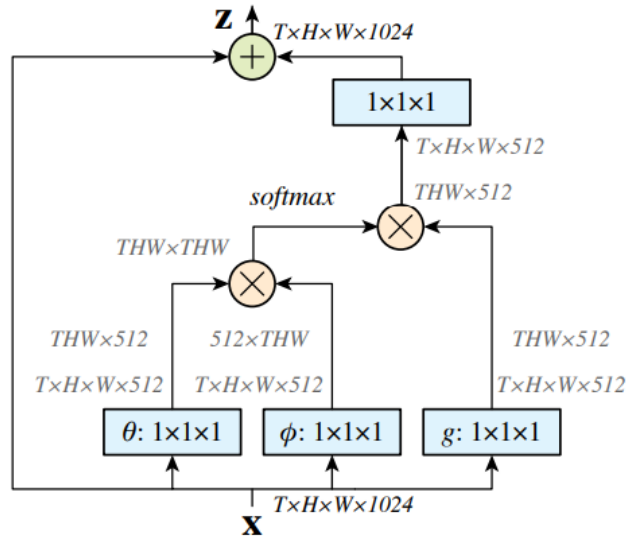 z
T×H×W×1024
+
1×1×1
T×H×W×512
softmax
THW×512
×
THW×THW
×
THW×512
512×THW
THW×512
T×H×W×512
T×H×W×512
T×H×W×512
θ: 1×1×1
ϕ: 1×1×1
g: 1×1×1
T×H×W×1024
x